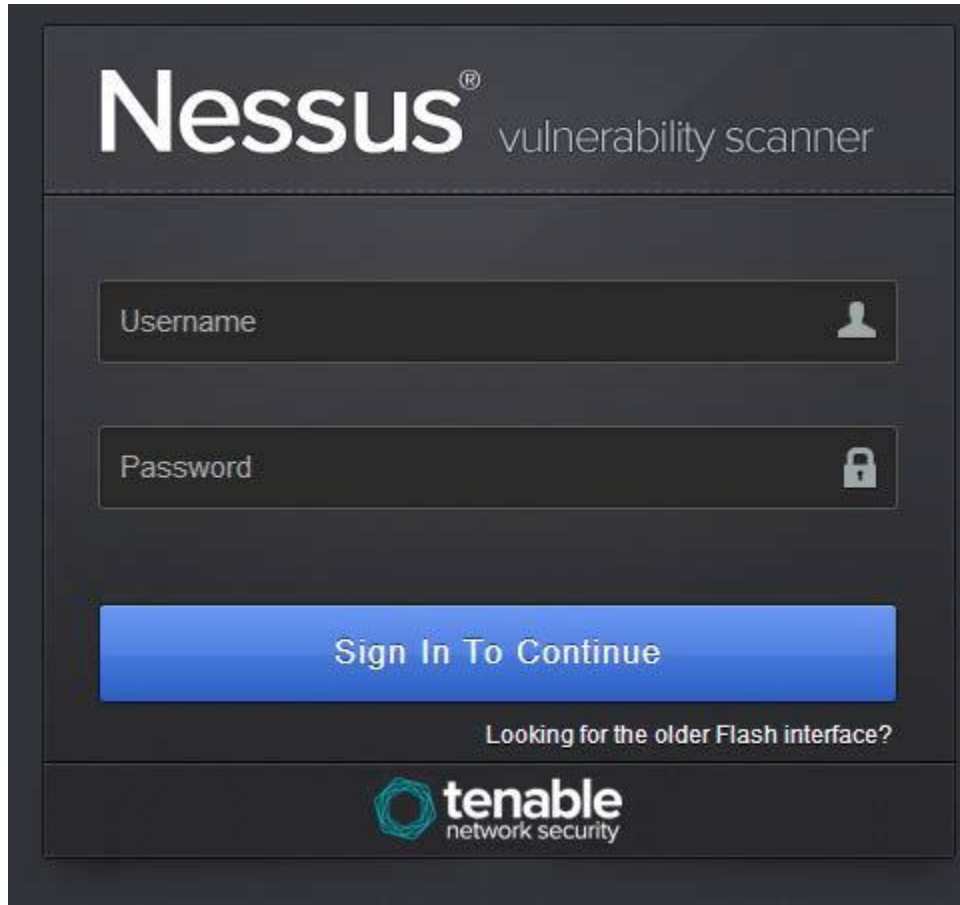 Nessus® vulnerability scanner
Username
Password
Sign In To Continue
Looking for the older Flash interface?
tenable
network security